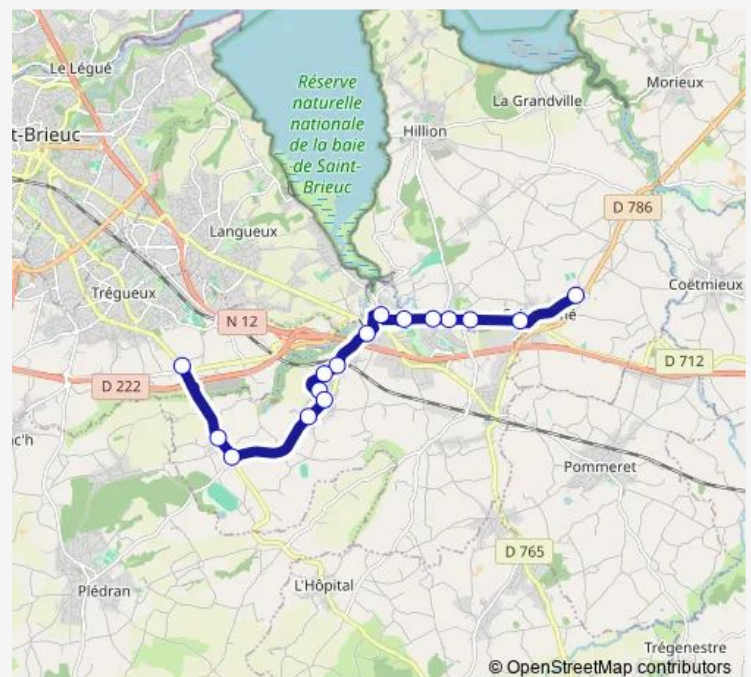 Le Légué
Morieux
La Grandville
Réserve
naturelle
nationale
de la baie
de Saint-
Brieuc
Hillion
t-Brieuc
D 786
Langueux
Coëtmieux
Trégueux
N 12
D 712
D 222
c'h
Pommeret
D 765
L'Hôpital
Plédran
Trégenestre
© OpenStreetMap contributors